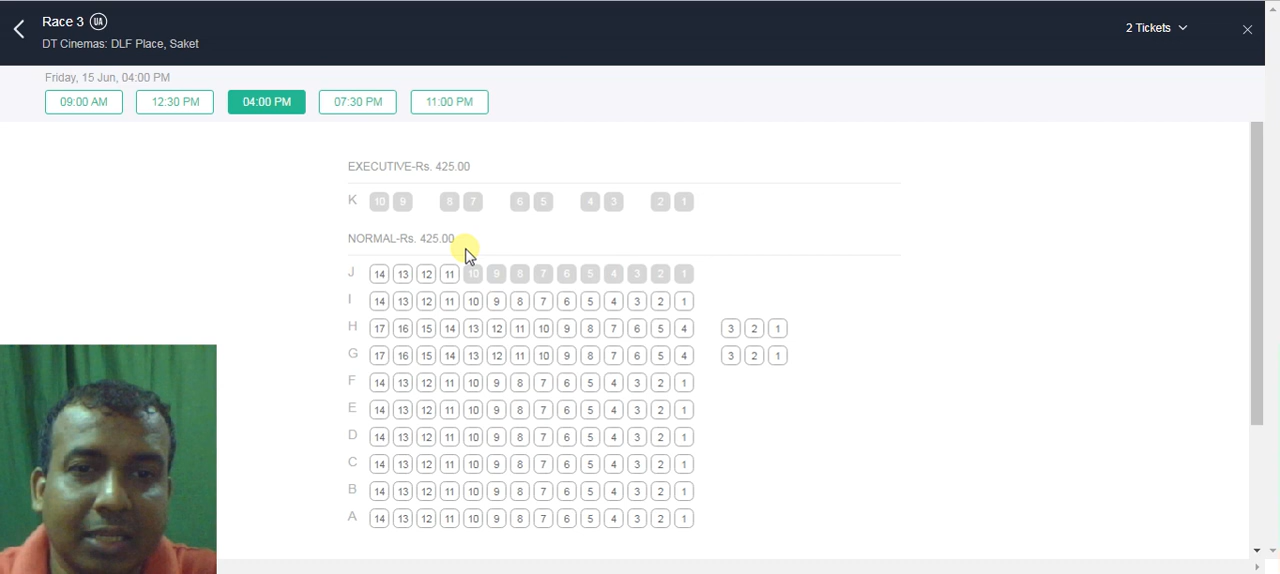 Race 3 UA
DT Cinemas: DLF Place, Saket
2 Tickets
Friday, 15 Jun, 04:00 PM
09:00 AM 12:30 PM 04:00 PM 07:30 PM 11:00 PM
EXECUTIVE-Rs. 425.00
K 10 9 8 7 6 5 4 3 2 1
NORMAL-Rs. 425.00
J 14 13 12 11 10 9 8 7 6 5 4 3 2 1
I 14 13 12 11 10 9 8 7 6 5 4 3 2 1
H 17 16 15 14 13 12 11 10 9 8 7 6 5 4 3 2 1
G 17 16 15 14 13 12 11 10 9 8 7 6 5 4 3 2 1
F 14 13 12 11 10 9 8 7 6 5 4 3 2 1
E 14 13 12 11 10 9 8 7 6 5 4 3 2 1
D 14 13 12 11 10 9 8 7 6 5 4 3 2 1
C 14 13 12 11 10 9 8 7 6 5 4 3 2 1
B 14 13 12 11 10 9 8 7 6 5 4 3 2 1
A 14 13 12 11 10 9 8 7 6 5 4 3 2 1